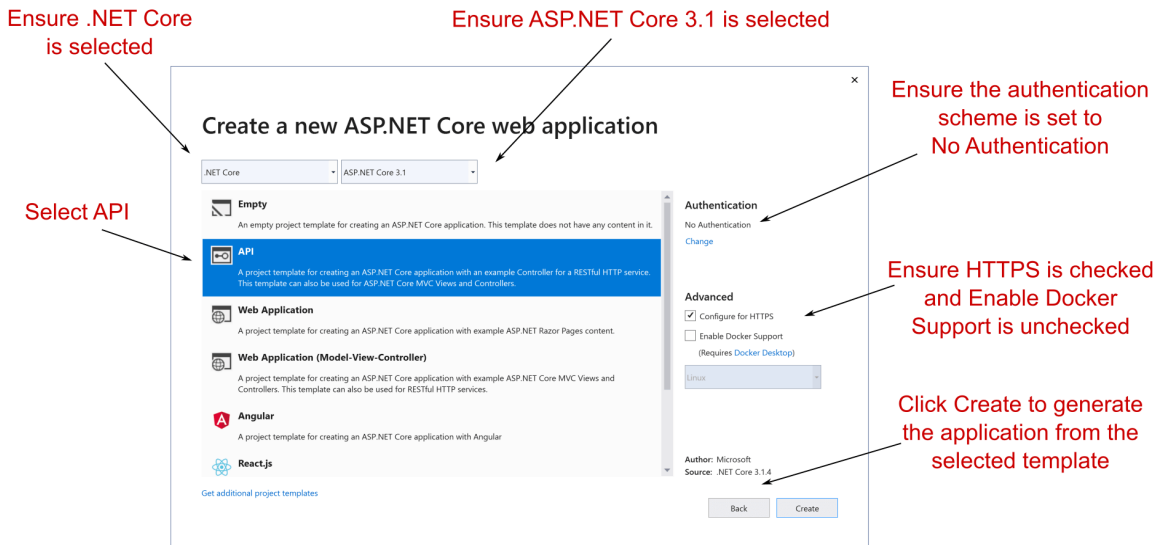 Ensure .NET Core
is selected
Ensure ASP.NET Core 3.1 is selected
Ensure the authentication
scheme is set to
No Authentication
Select API
Ensure HTTPS is checked
and Enable Docker
Support is unchecked
Click Create to generate
the application from the
selected template
Create a new ASP.NET Core web application
.NET Core
ASP.NET Core 3.1
Empty
An empty project template for creating an ASP.NET Core application. This template does not have any content in it.
API
A project template for creating an ASP.NET Core application with an example Controller for a RESTful HTTP service.
This template can also be used for ASP.NET Core MVC Views and Controllers.
Web Application
A project template for creating an ASP.NET Core application with example ASP.NET Razor Pages content.
Web Application (Model-View-Controller)
A project template for creating an ASP.NET Core application with example ASP.NET Core MVC Views and
Controllers. This template can also be used for RESTful HTTP services.
Angular
A project template for creating an ASP.NET Core application with Angular
React.js
Get additional project templates
Authentication
No Authentication
Change
Advanced
Configure for HTTPS
Enable Docker Support
(Requires Docker Desktop)
Linux
Author: Microsoft
Source: .NET Core 3.1.4
Back
Create